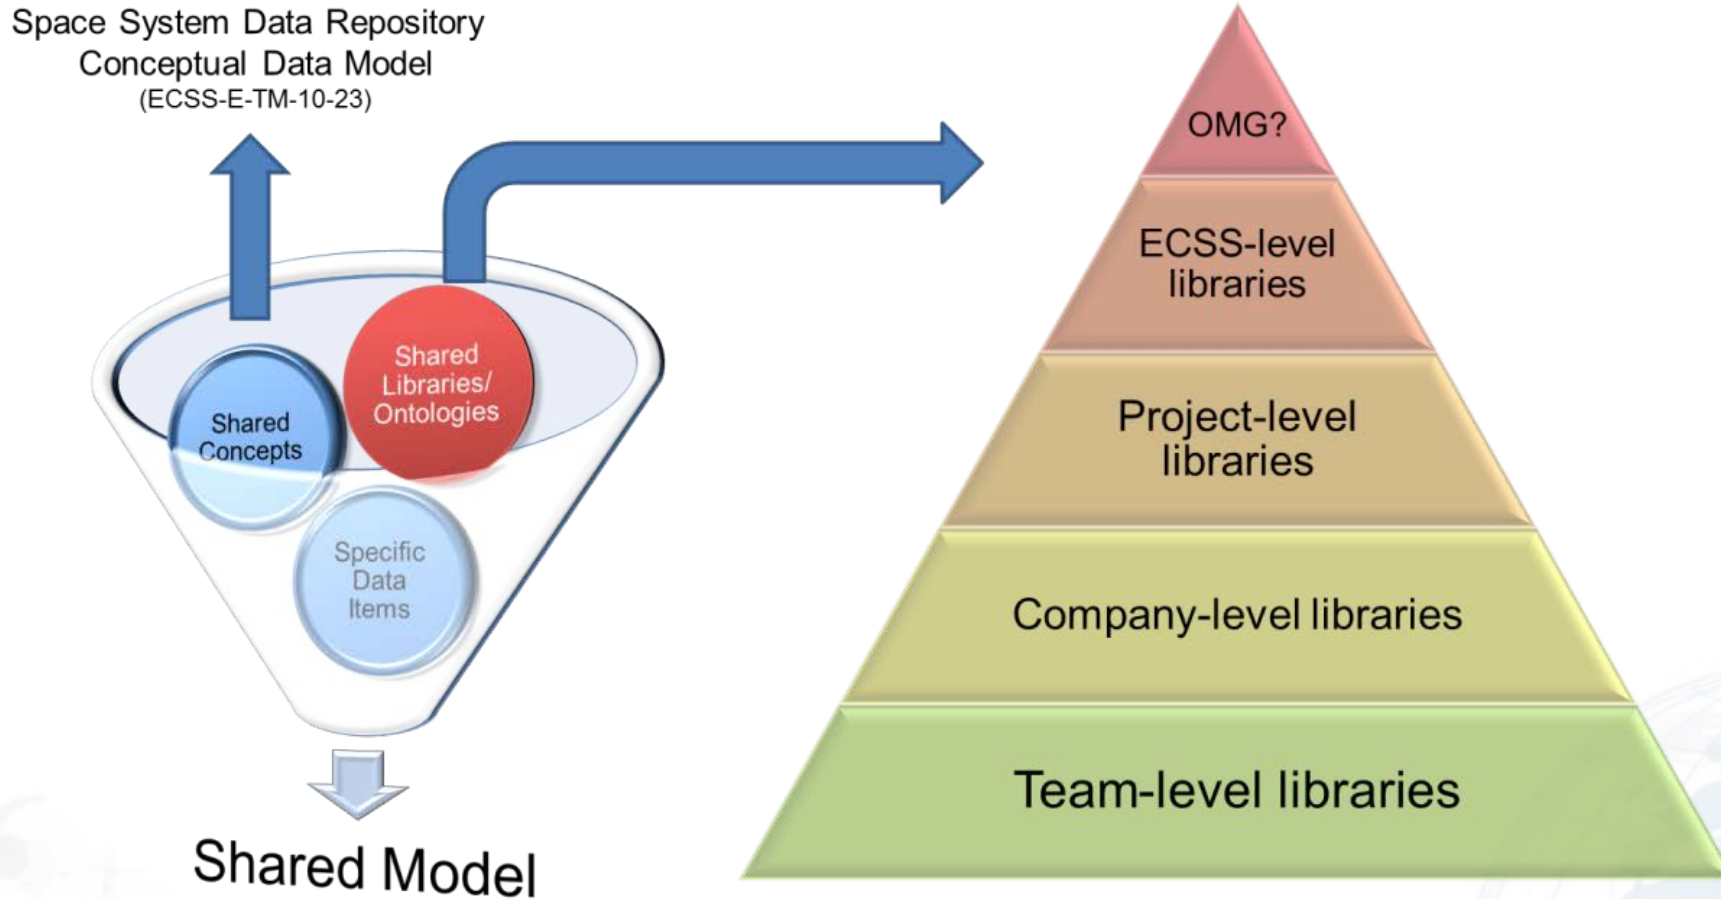 Space System Data Repository
Conceptual Data Model
(ECSS-E-TM-10-23)
Shared
Concepts
Shared
Libraries/
Ontologies
Specific
Data
Items
Shared Model
OMG?
ECSS-level
libraries
Project-level
libraries
Company-level libraries
Team-level libraries